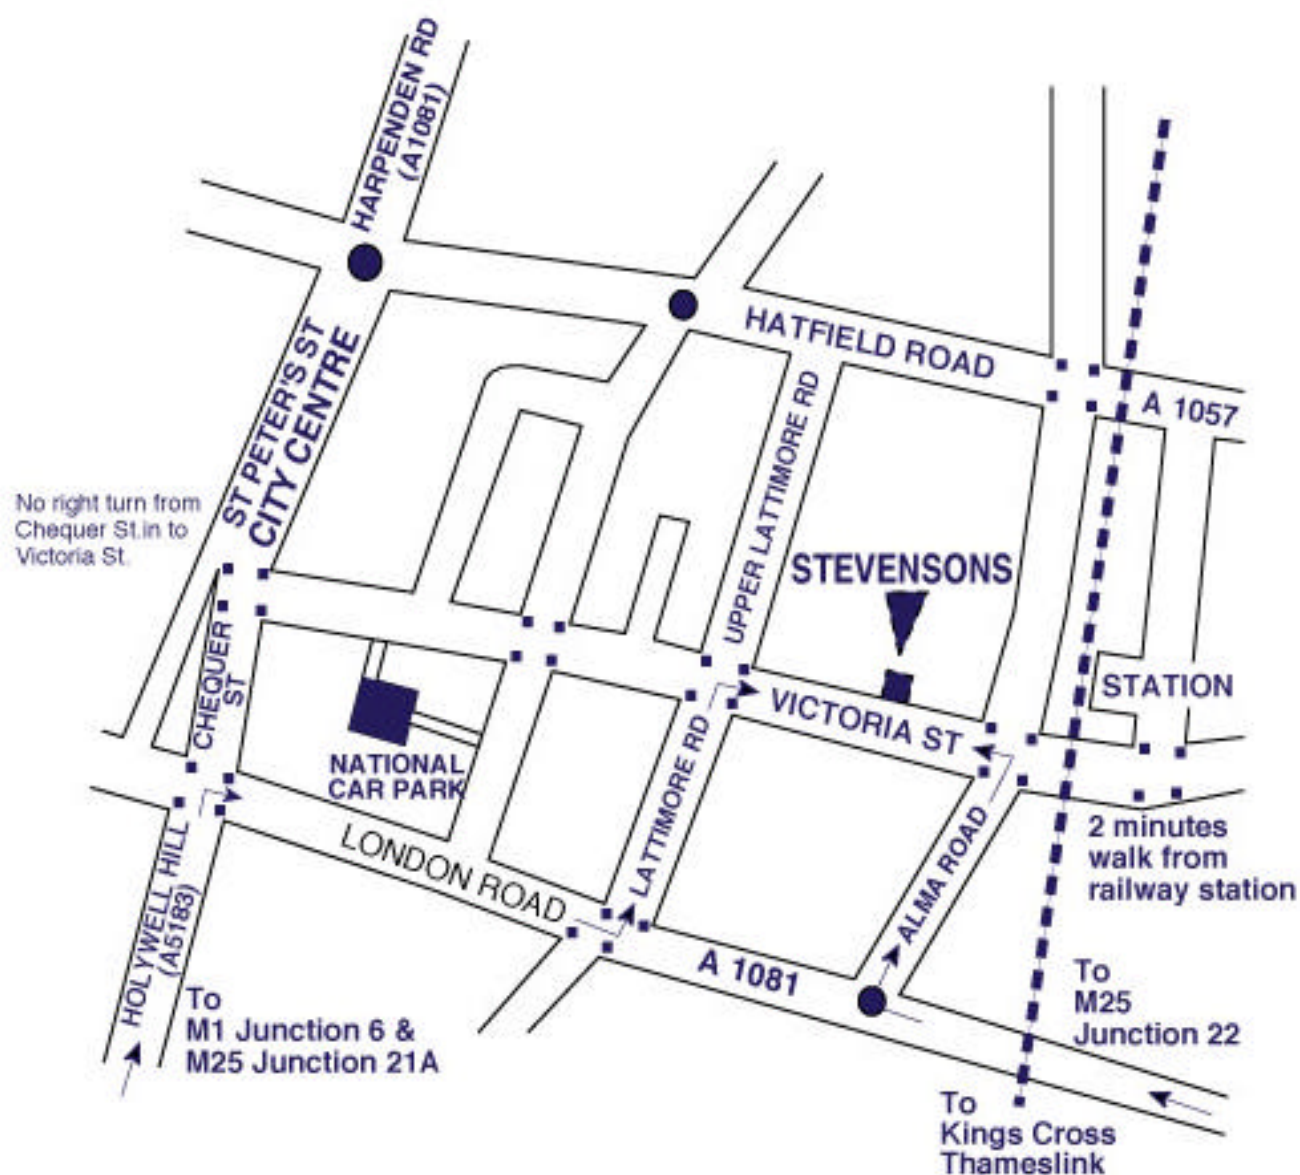 HARPENDEN RD
(A1081)
HATFIELD ROAD
A 1057
ST PETER'S ST
CITY CENTRE
UPPER LATTIMORE RD
No right turn from
Chequer St.in to
Victoria St.
STEVENSONS
CHEQUER
ST
STATION
VICTORIA ST
NATIONAL
CAR PARK
LATTIMORE RD
LONDON ROAD
ALMA ROAD
2 minutes
walk from
railway station
HOLYWELL HILL
(A5183)
A 1081
To
M25
Junction 22
To
M1 Junction 6 &
M25 Junction 21A
To
Kings Cross
Thameslink